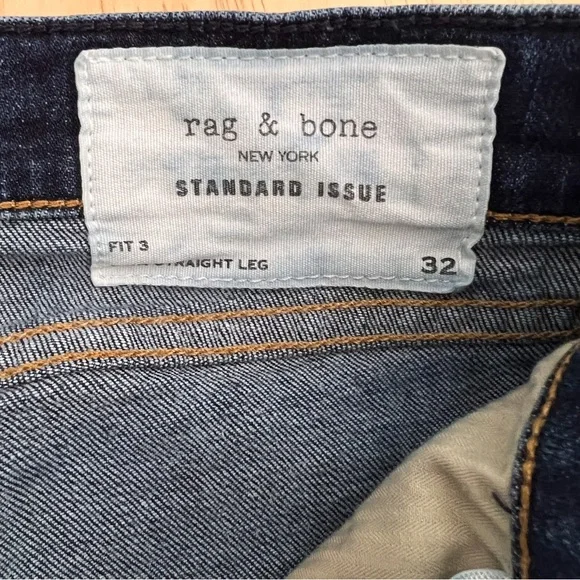 rag & bone
NEW YORK
STANDARD ISSUE
FIT 3
STRAIGHT LEG
32